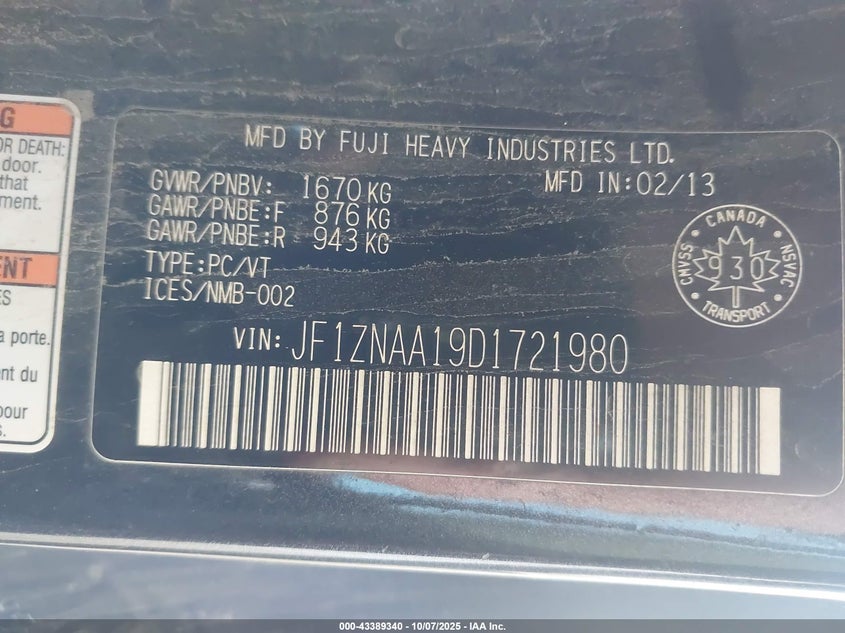 G
OR DEATH:
door.
that
ment.
ENT
ES
a porte.
nt du
pour
s.
MFD BY FUJI HEAVY INDUSTRIES LTD.
GVWR/PNBV: 1670 KG MFD IN:02/13
GAWR/PNBE:F 876 KG
GAWR/PNBE:R 943 KG
TYPE:PC/VT
ICES/NMB-002
CANADA
CMVSS 930 NSVAC
TRANSPORT
VIN: JF1ZNAA19D1721980
000-43389340 - 10/07/2025 - IAA Inc.